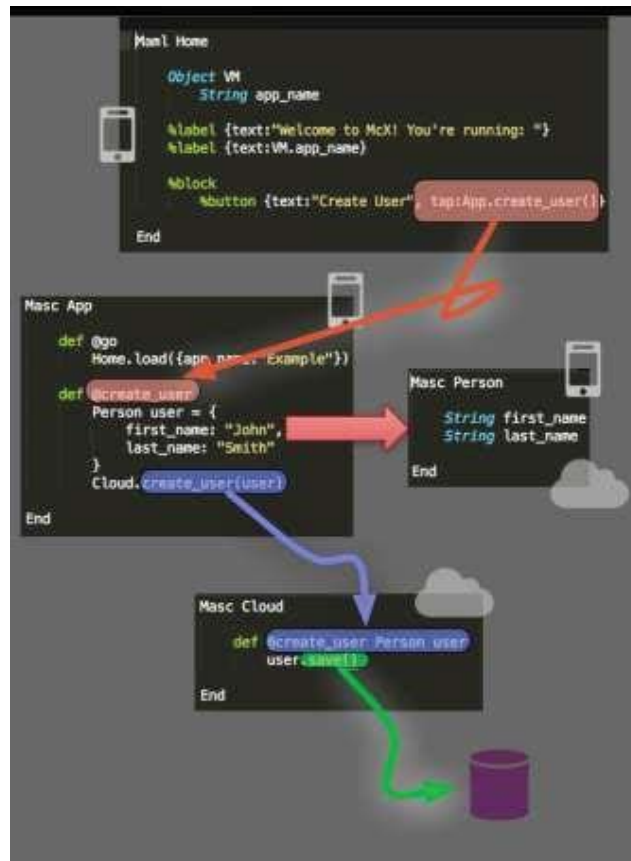 Maml Home
Object VM
String app_name
%label {text:"Welcome to McX! You're running: "}
%label {text:VM.app_name}
%block
%button {text:"Create User", tap:App.create_user()}
End
Masc App
def @go
Home.load({app_name: "Example"})
def @create_user
Person user = {
first_name: "John",
last_name: "Smith"
}
Cloud.create_user(user)
End
Masc Person
String first_name
String last_name
End
Masc Cloud
def @create_user Person user
user.save()
End